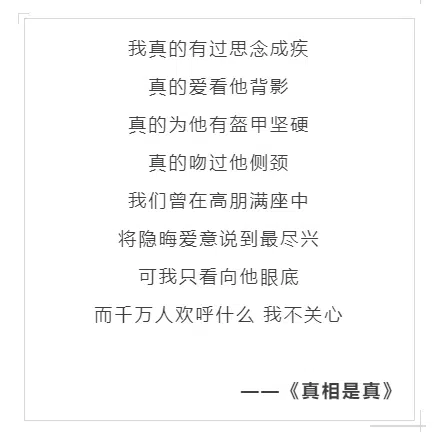 我真的有过思念成疾
真的爱看他背影
真的为他有盔甲坚硬
真的吻过他侧颈
我们曾在高朋满座中
将隐晦爱意说到最尽兴
可我只看向他眼底
而千万人欢呼什么 我不关心
——《真相是真》